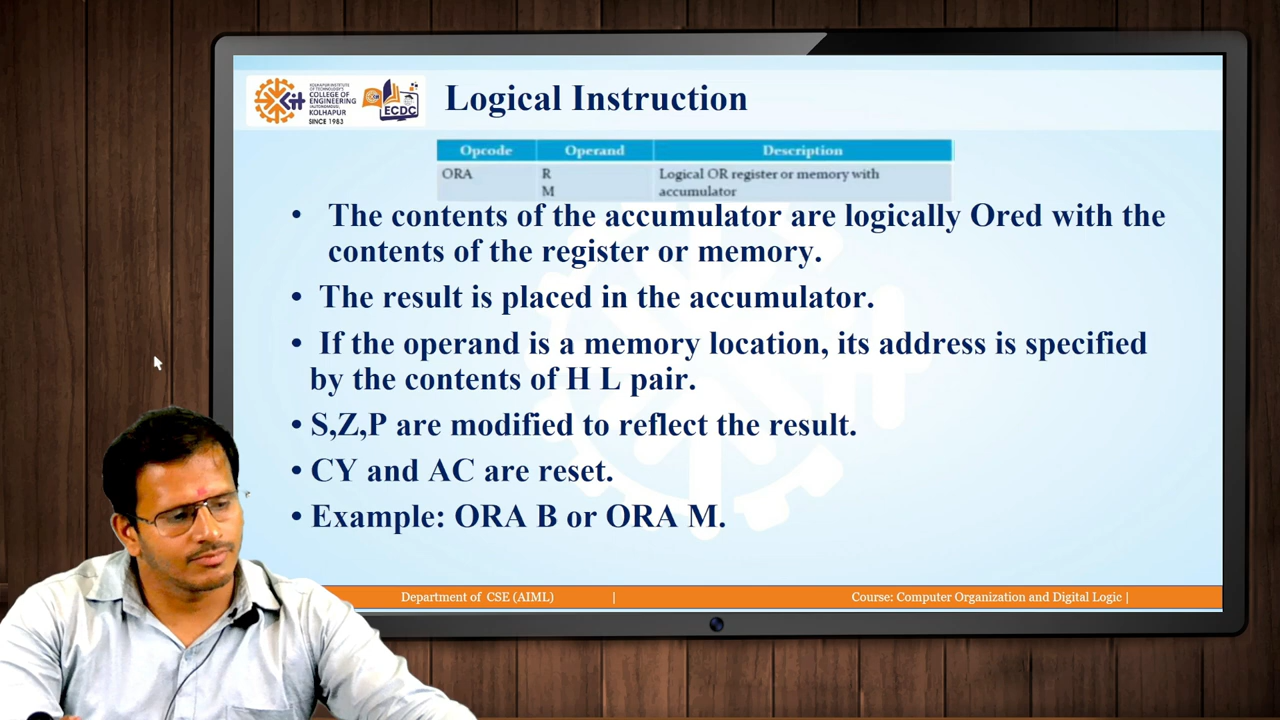 KOLHAPUR INSTITUTE
OF TECHNOLOGY'S
COLLEGE OF
ENGINEERING
(AUTONOMOUS),
KOLHAPUR
SINCE 1983
ECDC
Logical Instruction
Opcode Operand Description
ORA R Logical OR register or memory with
M accumulator
• The contents of the accumulator are logically Ored with the
contents of the register or memory.
• The result is placed in the accumulator.
• If the operand is a memory location, its address is specified
by the contents of H L pair.
• S,Z,P are modified to reflect the result.
• CY and AC are reset.
• Example: ORA B or ORA M.
Department of CSE (AIML) | Course: Computer Organization and Digital Logic |